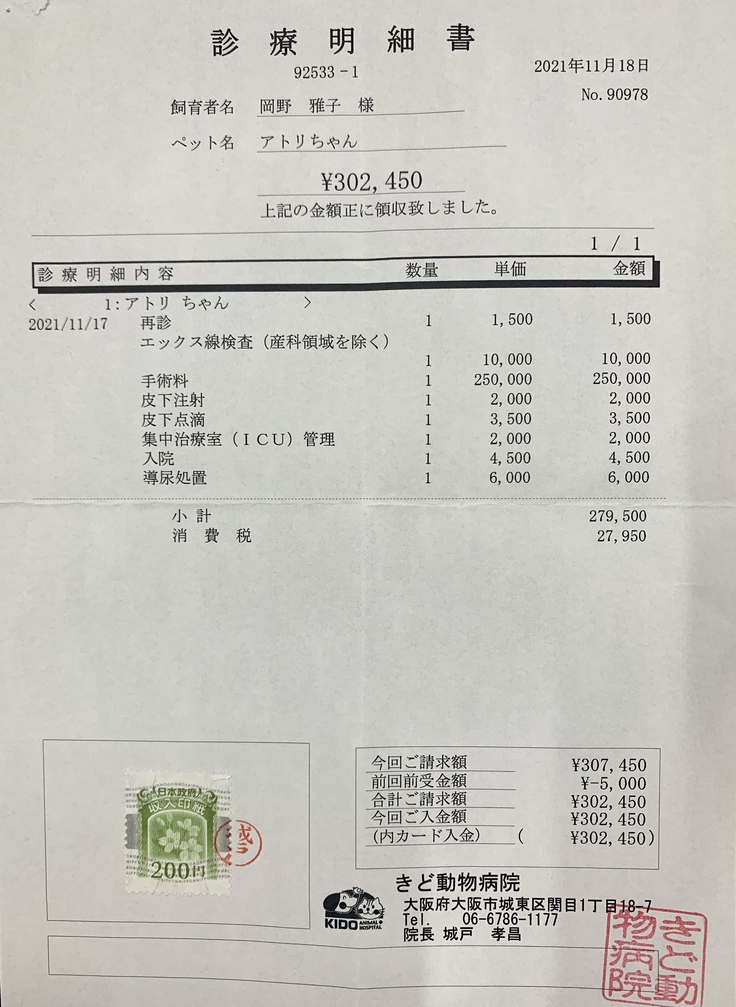 診療明細書
92533-1
2021年11月18日
No.90978
飼育者名 岡野 雅子 様
ペット名 アトリちゃん
¥302,450
上記の金額正に領収致しました。
1 / 1
診療明細内容 数量 単価 金額
< 1:アトリ ちゃん >
2021/11/17 再診 1 1,500 1,500
エックス線検査(産科領域を除く)
1 10,000 10,000
手術料 1 250,000 250,000
皮下注射 1 2,000 2,000
皮下点滴 1 3,500 3,500
集中治療室(ICU)管理 1 2,000 2,000
入院 1 4,500 4,500
導尿処置 1 6,000 6,000
小計 279,500
消費税 27,950
日本政府
収入印紙
200円
今回ご請求額 ¥307,450
前回前受金額 ¥-5,000
合計ご請求額 ¥302,450
今回ご入金額 ¥302,450
(内カード入金) ( ¥302,450)
きど動物病院
KIDO ANIMAL HOSPITAL
大阪府大阪市城東区関目1丁目18-7
Tel. 06-6786-1177
院長 城戸 孝昌
きど動
物病院